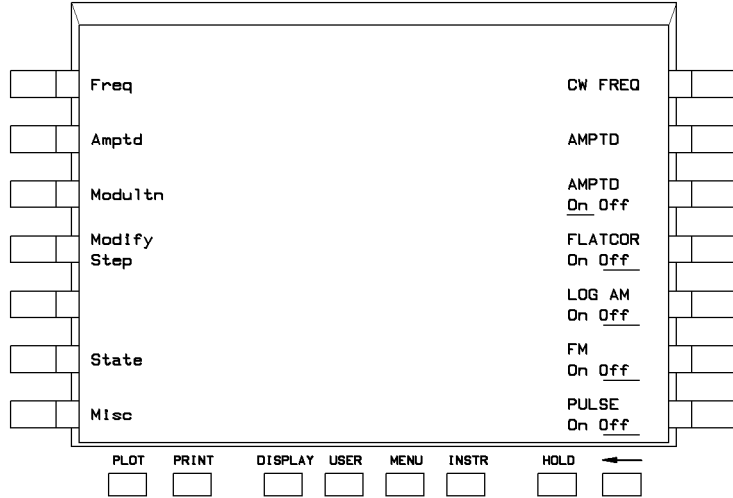 Freq
CW FREQ
Amptd
AMPTD
Modultn
AMPTD
On Off
Modify
Step
FLATCOR
On Off
LOG AM
On Off
State
FM
On Off
Misc
PULSE
On Off
PLOT PRINT DISPLAY USER MENU INSTR HOLD